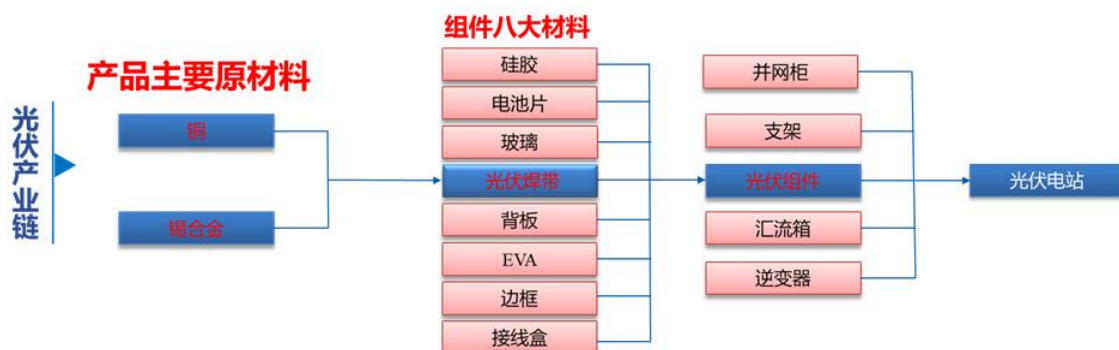 光伏产业链
产品主要原材料
铜
锡合金
组件八大材料
硅胶
电池片
玻璃
光伏焊带
背板
EVA
边框
接线盒
并网柜
支架
光伏组件
汇流箱
逆变器
光伏电站